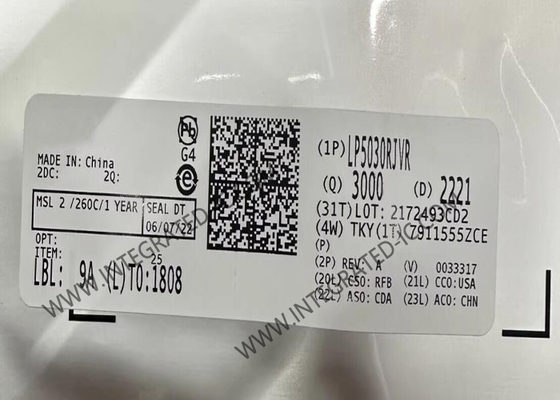 MADE IN: China
2DC: 2Q:
Pb
G4
e
MSL 2 /260C/1 YEAR SEAL DT
06/07/22
OPT:
ITEM: 25
LBL: 9A (L)T0:1808
(1P) LP5030RJVR
(Q) 3000 (D) 2221
(31T) LOT: 2172493CD2
(4W) TKY(1T) 7911555ZCE
(P)
(2P) REV: A (V) 0033317
(20L) CSO: RFB (21L) CCO:USA
(22L) ASO: CDA (23L) ACO: CHN
WWW.INTEGRATED-IC.COM
WWW.INTEGRATED-IC.COM